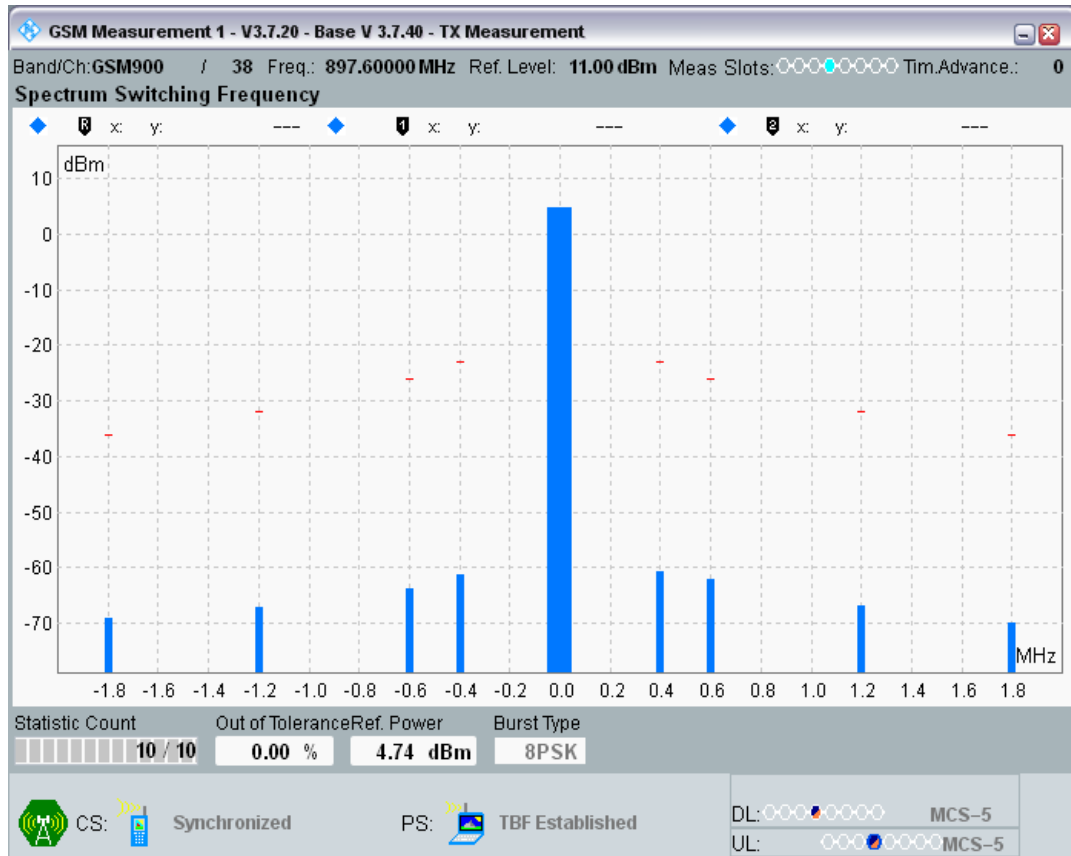 GSM Measurement 1 - V3.7.20 - Base V 3.7.40 - TX Measurement
Band/Ch:GSM900 / 38 Freq.: 897.60000 MHz Ref. Level: 11.00 dBm Meas Slots: Tim.Advance.: 0
Spectrum Switching Frequency
R x: y: --- 1 x: y: --- 2 x: y: ---
dBm
10
0
-10
-20
-30
-40
-50
-60
-70
MHz
-1.8 -1.6 -1.4 -1.2 -1.0 -0.8 -0.6 -0.4 -0.2 0.0 0.2 0.4 0.6 0.8 1.0 1.2 1.4 1.6 1.8
Statistic Count Out of Tolerance Ref. Power Burst Type
10 / 10 0.00 % 4.74 dBm 8PSK
CS: Synchronized PS: TBF Established DL: MCS-5
UL: MCS-5